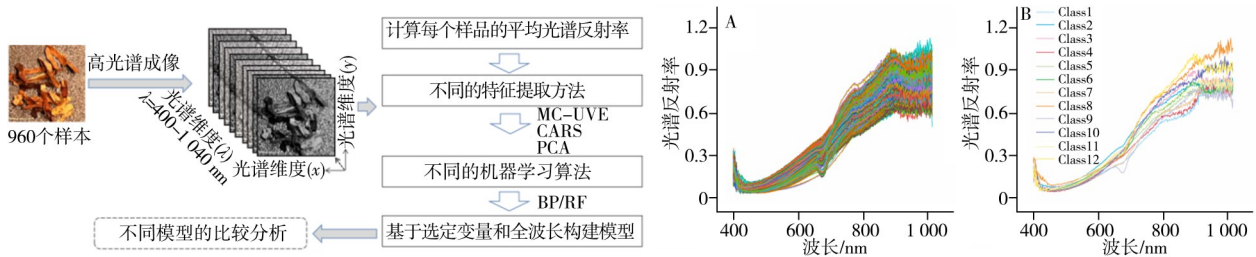 960个样本
高光谱成像
光谱维度(λ)
λ=400-1 040 nm
光谱维度(x)
光谱维度(y)
计算每个样品的平均光谱反射率
不同的特征提取方法
MC-UVE
CARS
PCA
不同的机器学习算法
BP/RF
基于选定变量和全波长构建模型
不同模型的比较分析
A
光谱反射率
1.2
0.9
0.6
0.3
0
400
600
800
1 000
波长/nm
B
光谱反射率
1.2
0.9
0.6
0.3
0
Class1
Class2
Class3
Class4
Class5
Class6
Class7
Class8
Class9
Class10
Class11
Class12
400
600
800
1 000
波长/nm